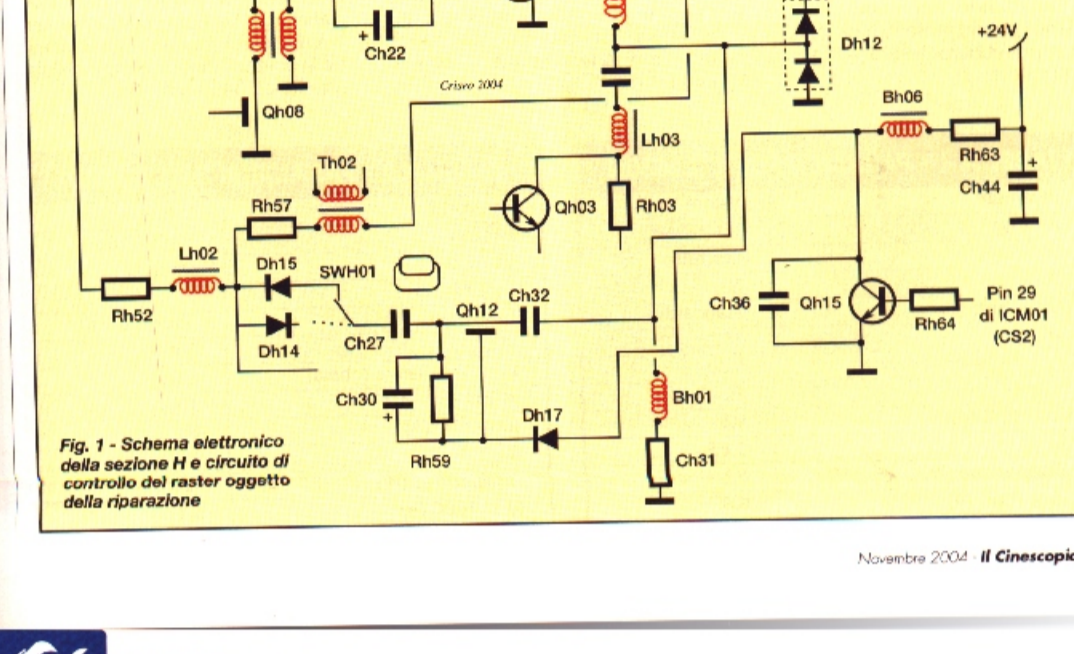 +24V
Dh12
Ch22
+
Crisvo 2004
Bh06
Qh08
Lh03
Rh63
Th02
+
Ch44
Rh57
Qh03
Rh03
Lh02
Dh15
SWH01
Ch32
Qh12
Ch36
Qh15
Pin 29
di ICM01
(CS2)
Rh64
Rh52
Ch27
Dh14
Ch30
+
Bh01
Dh17
Rh59
Ch31
Fig. 1 - Schema elettronico
della sezione H e circuito di
controllo del raster oggetto
della riparazione
Novembre 2004 - Il Cinescopio